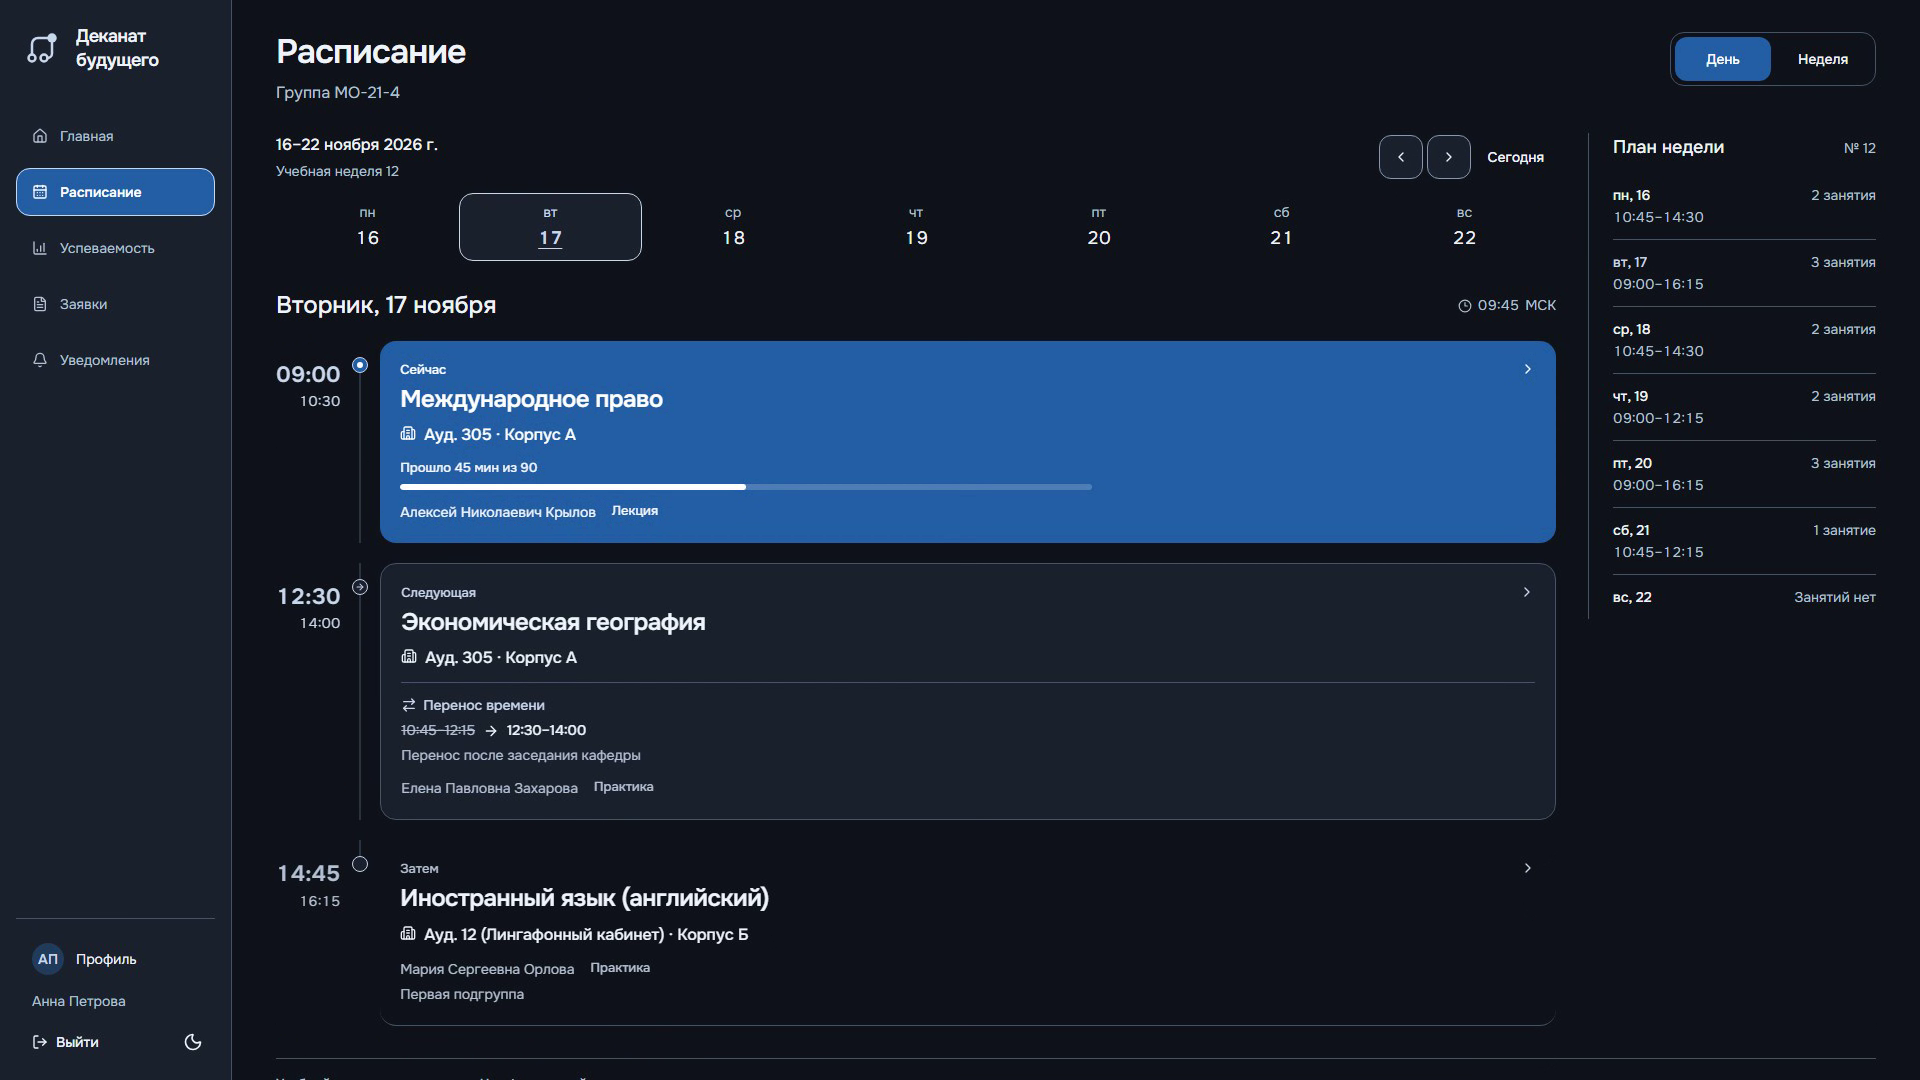 Деканат
будущего
Главная
Расписание
Успеваемость
Заявки
Уведомления
АП Профиль
Анна Петрова
Выйти
Расписание
Группа МО-21-4
День Неделя
16–22 ноября 2026 г.
Учебная неделя 12
Сегодня
пн вт ср чт пт сб вс
16 17 18 19 20 21 22
Вторник, 17 ноября
09:45 МСК
09:00
10:30
Сейчас
Международное право
Ауд. 305 · Корпус А
Прошло 45 мин из 90
Алексей Николаевич Крылов Лекция
12:30
14:00
Следующая
Экономическая география
Ауд. 305 · Корпус А
Перенос времени
10:45–12:15 → 12:30–14:00
Перенос после заседания кафедры
Елена Павловна Захарова Практика
14:45
16:15
Затем
Иностранный язык (английский)
Ауд. 12 (Лингафонный кабинет) · Корпус Б
Мария Сергеевна Орлова Практика
Первая подгруппа
План недели № 12
пн, 16 2 занятия
10:45–14:30
вт, 17 3 занятия
09:00–16:15
ср, 18 2 занятия
10:45–14:30
чт, 19 2 занятия
09:00–12:15
пт, 20 3 занятия
09:00–16:15
сб, 21 1 занятие
10:45–12:15
вс, 22 Занятий нет